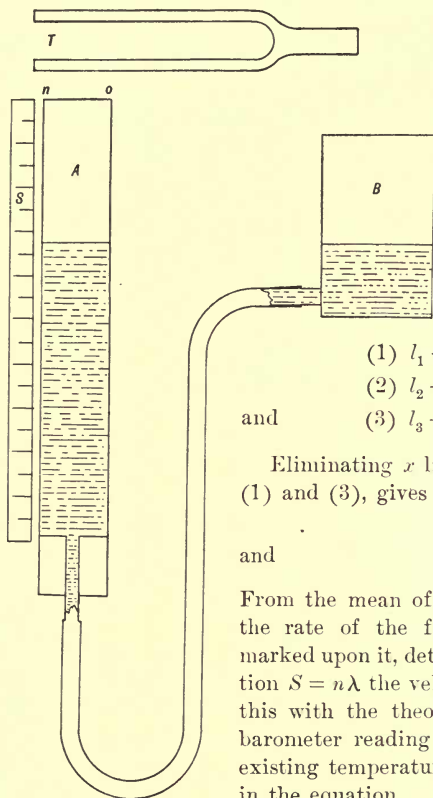 T
n o
A
S
B
(1) l₁ -
(2) l₂ -
and (3) l₃ -
Eliminating x
(1) and (3), gives
and
From the mean of
the rate of the
marked upon it,
tion S = nλ the
this with the theo
barometer reading
existing temperatu
in the equation